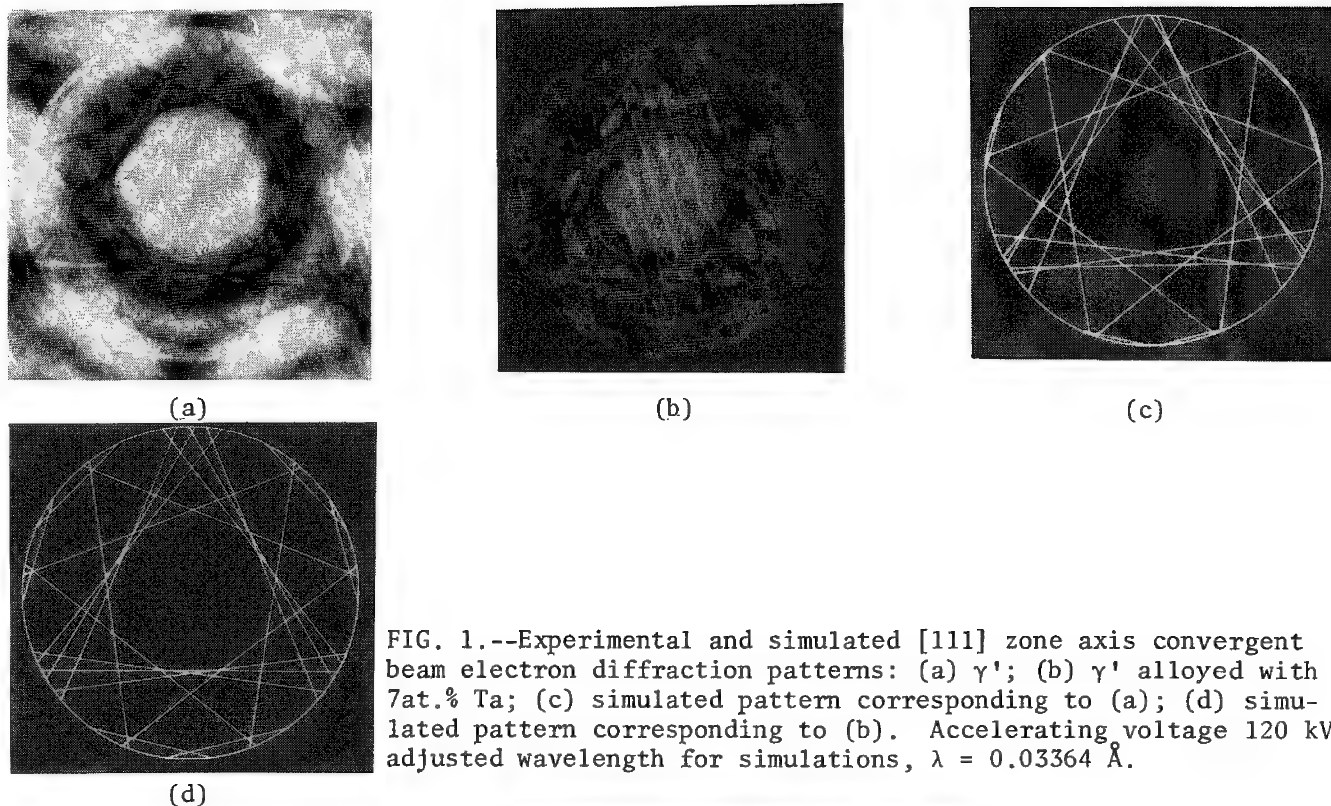 (a)
(b)
(c)
(d)
FIG. 1.--Experimental and simulated [111] zone axis convergent
beam electron diffraction patterns: (a) γ'; (b) γ' alloyed with
7at.% Ta; (c) simulated pattern corresponding to (a); (d) simu-
lated pattern corresponding to (b). Accelerating voltage 120 kV
adjusted wavelength for simulations, λ = 0.03364 Å.